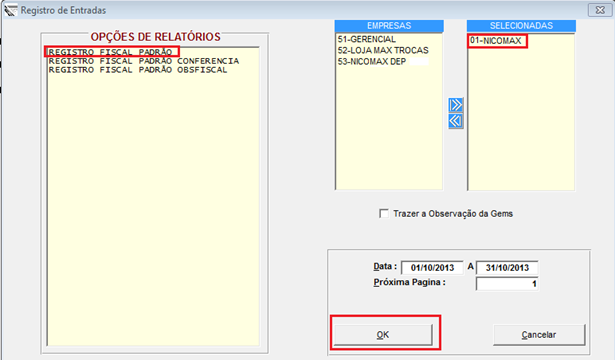 Registro de Entradas
OPÇÕES DE RELATÓRIOS
REGISTRO FISCAL PADRÃO
REGISTRO FISCAL PADRÃO CONFERENCIA
REGISTRO FISCAL PADRÃO OBSFISCAL
EMPRESAS
51-GERENCIAL
52-LOJA MAX TROCAS
53-NICOMAX DEP
SELECIONADAS
01-NICOMAX
Trazer a Observação da Gems
Data : 01/10/2013 A 31/10/2013
Próxima Pagina : 1
OK
Cancelar